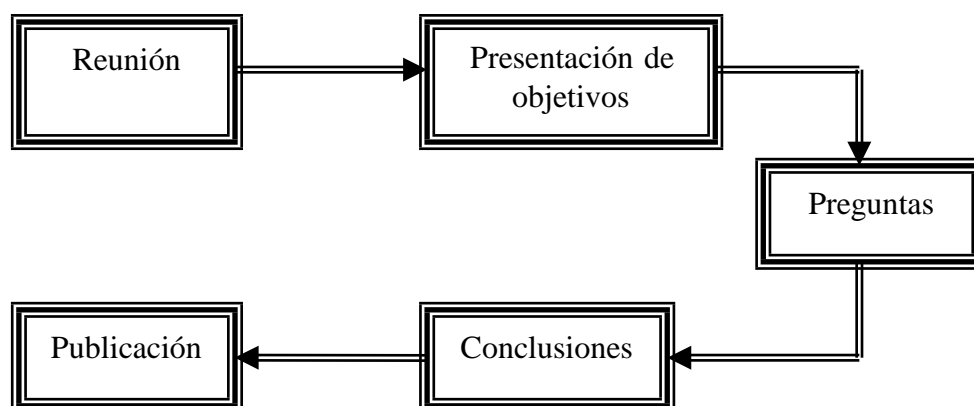 Reunión
Presentación de
objetivos
Preguntas
Conclusiones
Publicación